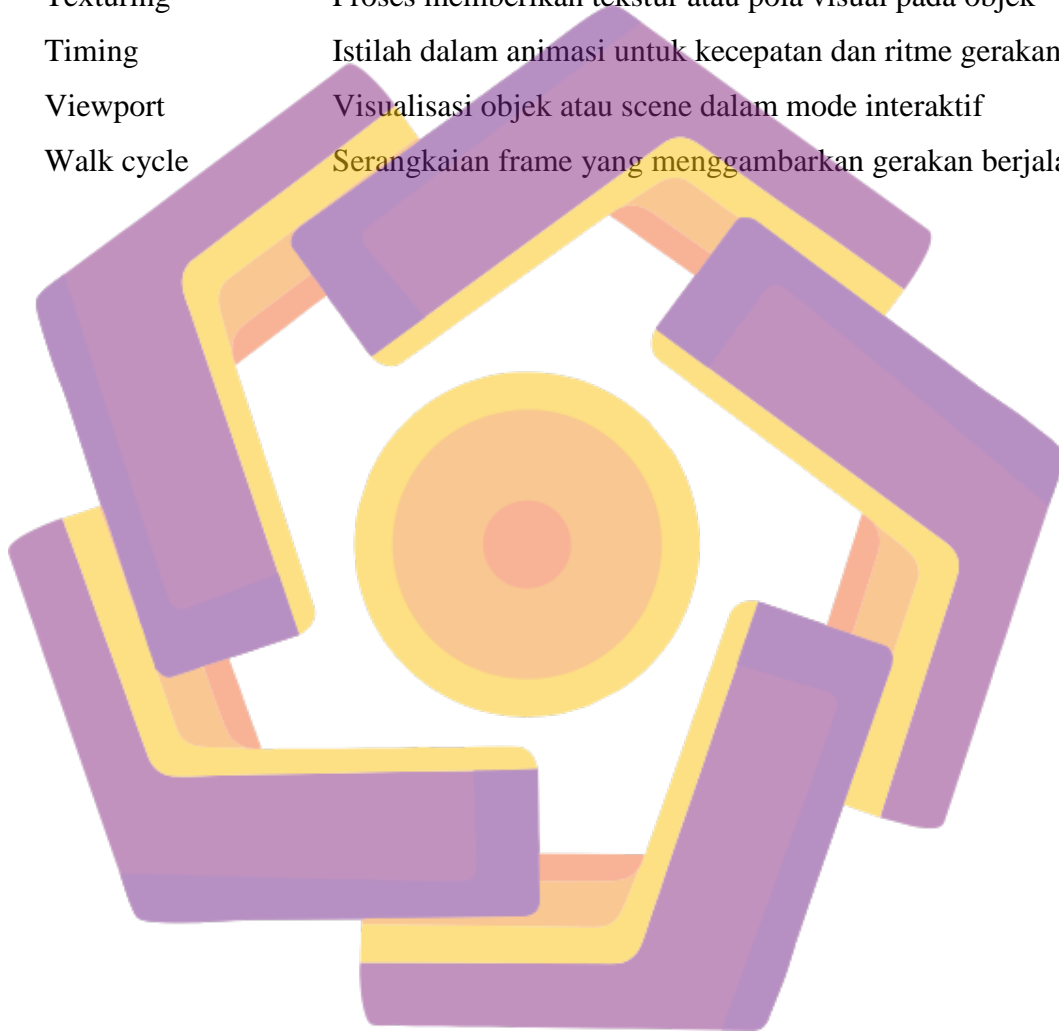 Texturing Proses memberikan tekstur atau pola visual pada objek
Timing Istilah dalam animasi untuk kecepatan dan ritme gerakan
Viewport Visualisasi objek atau scene dalam mode interaktif
Walk cycle Serangkaian frame yang menggambarkan gerakan